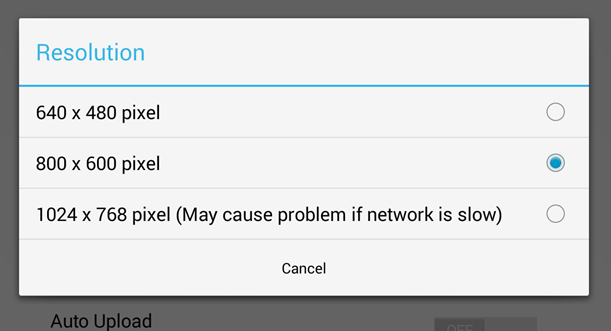 Resolution
640 x 480 pixel
800 x 600 pixel
1024 x 768 pixel (May cause problem if network is slow)
Cancel
Auto Upload
OFF